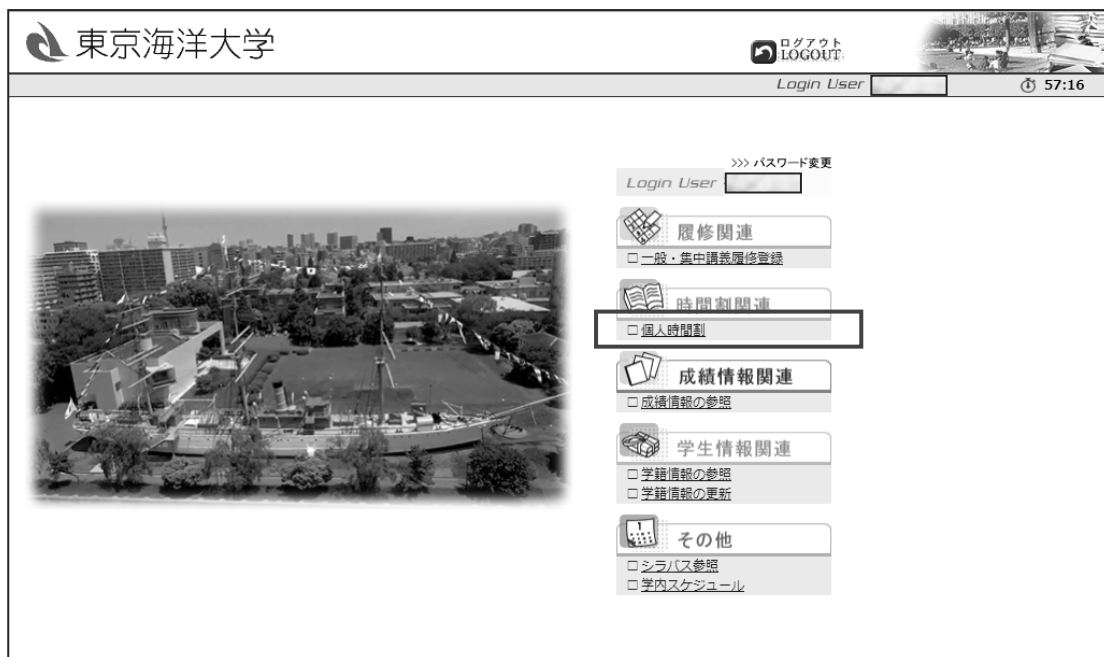 東京海洋大学
ログアウト
LOGOUT
Login User
57:16
>>> パスワード変更
Login User
履修関連
一般・集中講義履修登録
時間割関連
個人時間割
成績情報関連
成績情報の参照
学生情報関連
学籍情報の参照
学籍情報の更新
1
その他
シラバス参照
学内スケジュール